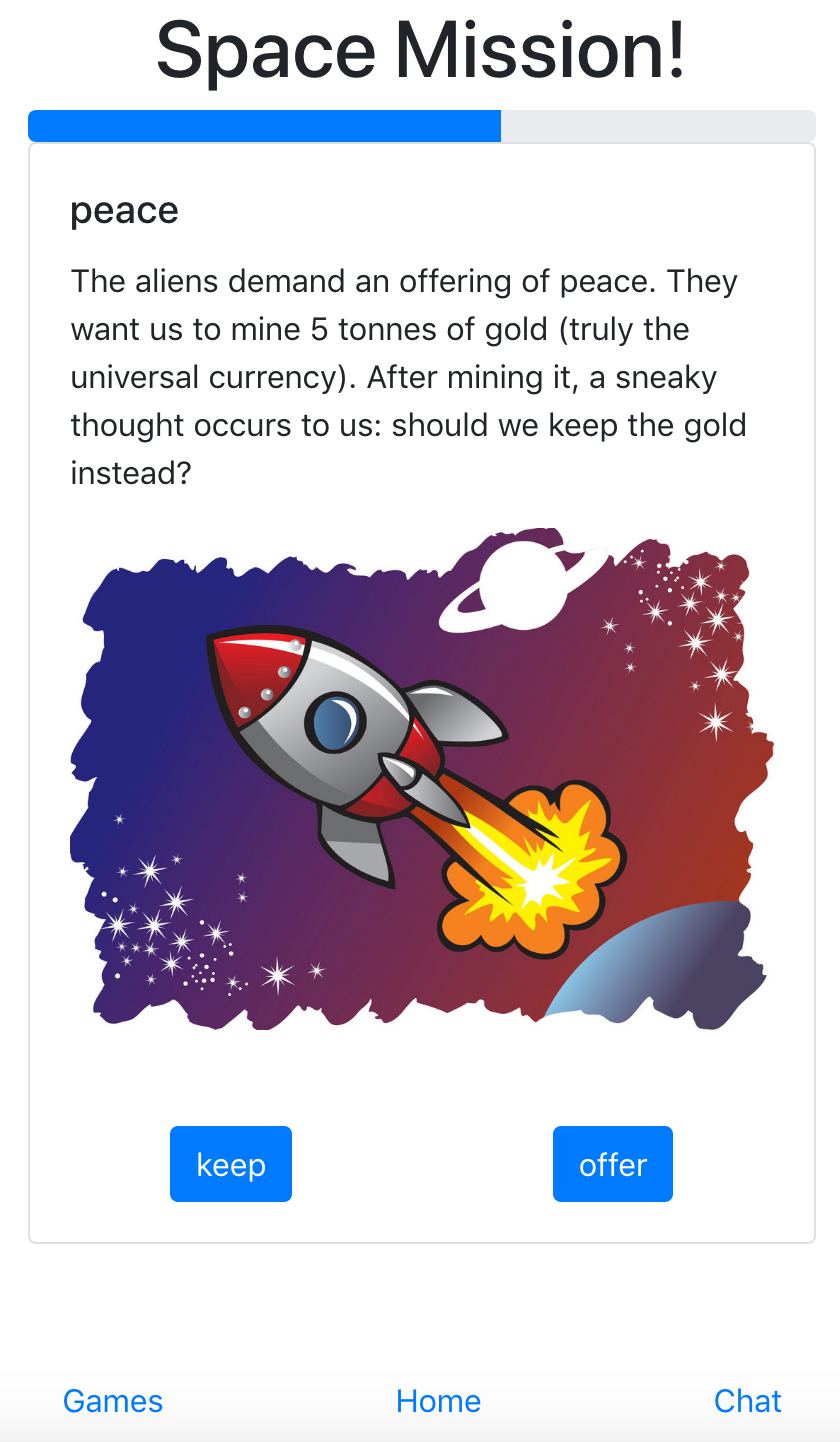 Space Mission!
peace
The aliens demand an offering of peace. They
want us to mine 5 tonnes of gold (truly the
universal currency). After mining it, a sneaky
thought occurs to us: should we keep the gold
instead?
keep
offer
Games
Home
Chat